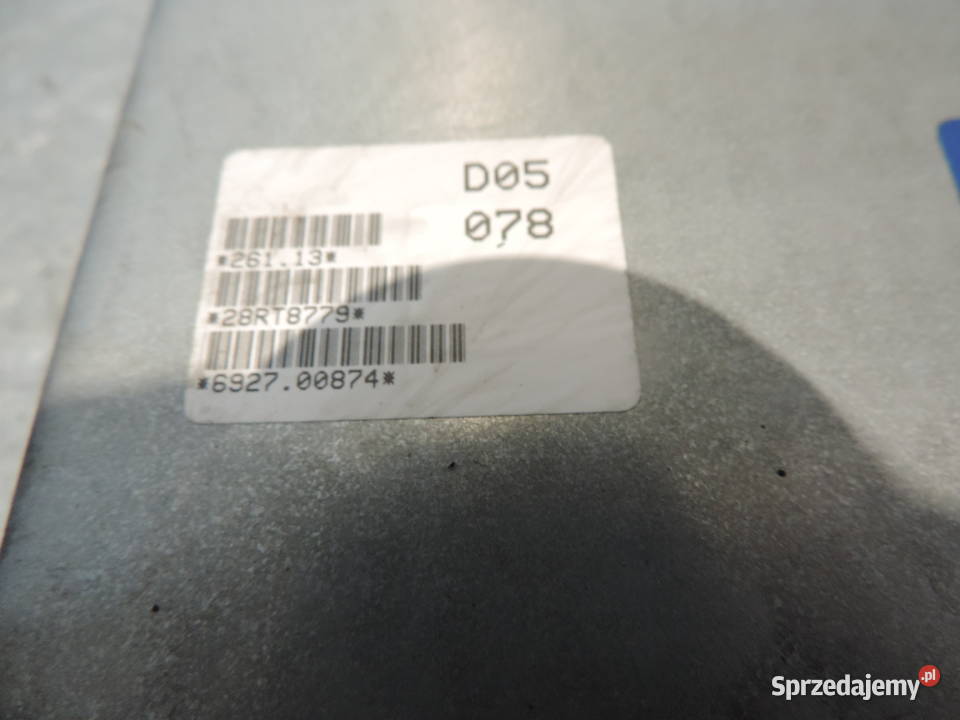 D05
078
*261.13*
*28RT8779*
*6927.00874*
Sprzedajemy.pl